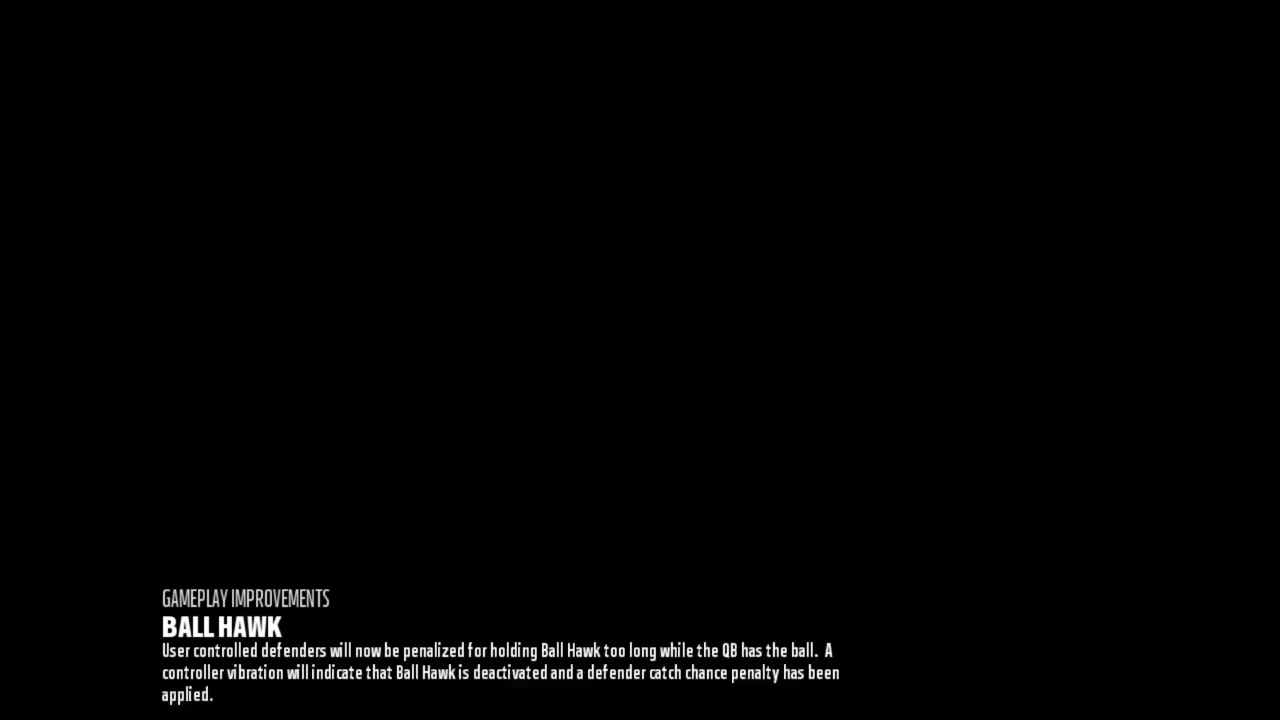 GAMEPLAY IMPROVEMENTS
BALL HAWK
User controlled defenders will now be penalized for holding Ball Hawk too long while the QB has the ball.  A
controller vibration will indicate that Ball Hawk is deactivated and a defender catch chance penalty has been
applied.